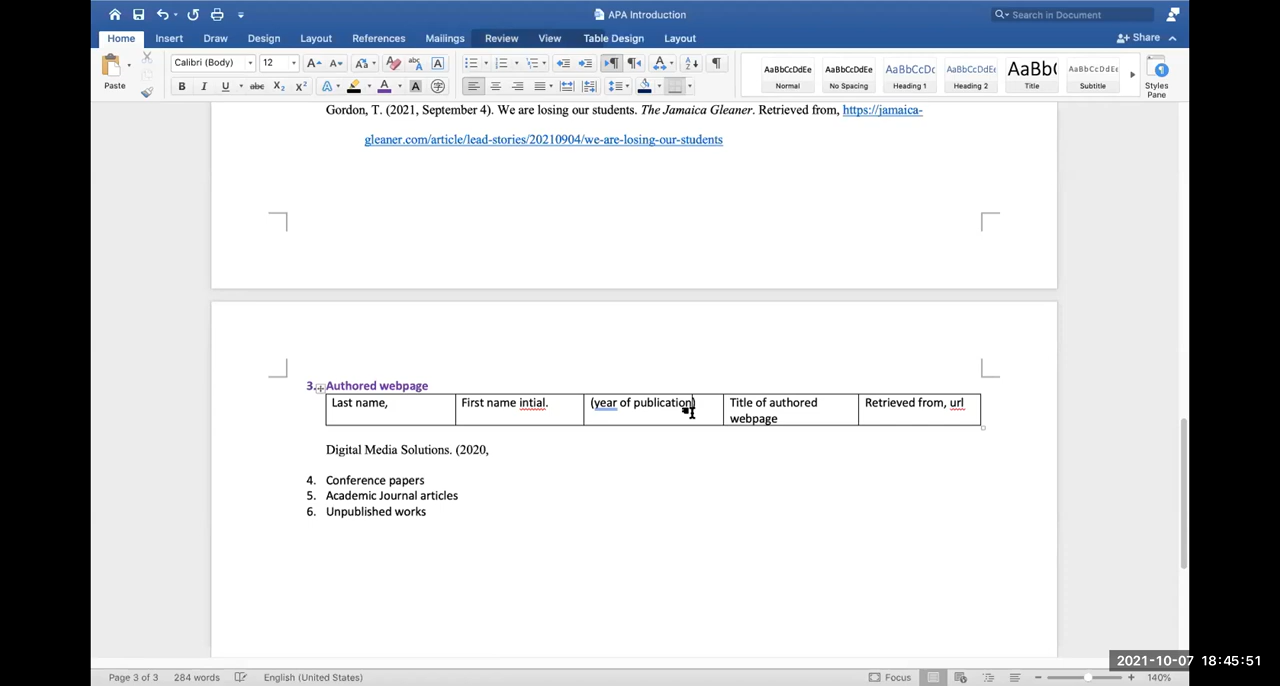 APA Introduction
Search in Document
Home Insert Draw Design Layout References Mailings Review View Table Design Layout
Share
Paste
Calibri (Body) 12
AaBbCcDdEe AaBbCcDdEe AaBbCcDc AaBbCcDdEe AaBb( AaBbCcDdEe
Normal No Spacing Heading 1 Heading 2 Title Subtitle
Styles
Pane
Gordon, T. (2021, September 4). We are losing our students. The Jamaica Gleaner. Retrieved from, https://jamaica-
gleaner.com/article/lead-stories/20210904/we-are-losing-our-students
3. Authored webpage
Last name, First name intial. (year of publication) Title of authored Retrieved from, url
webpage
Digital Media Solutions. (2020,
4. Conference papers
5. Academic Journal articles
6. Unpublished works
2021-10-07 18:45:51
Page 3 of 3 284 words English (United States) Focus 140%